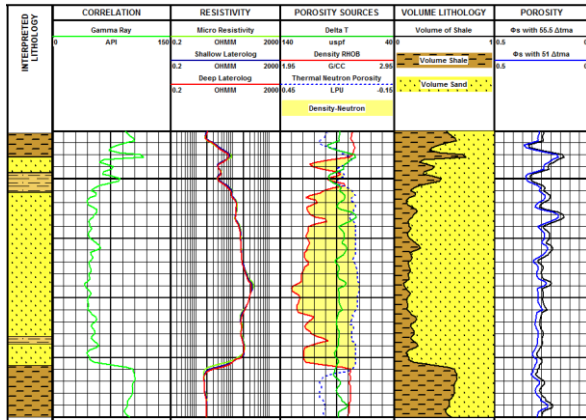 INTERPRETED LITHOLOGY
CORRELATION
Gamma Ray
0 API 150
RESISTIVITY
Micro Resistivity
0.2 OHMM 2000
Shallow Laterolog
0.2 OHMM 2000
Deep Laterolog
0.2 OHMM 2000
POROSITY SOURCES
Delta T
140 uspf 40
Density RHOB
1.95 G/CC 2.95
Thermal Neutron Porosity
0.45 LPU -0.15
Density-Neutron
VOLUME LITHOLOGY
Volume of Shale
0 1
Volume Shale
Volume Sand
POROSITY
Φs with 55.5 Δtma
0.5 0
Φs with 51 Δtma
0.5 0